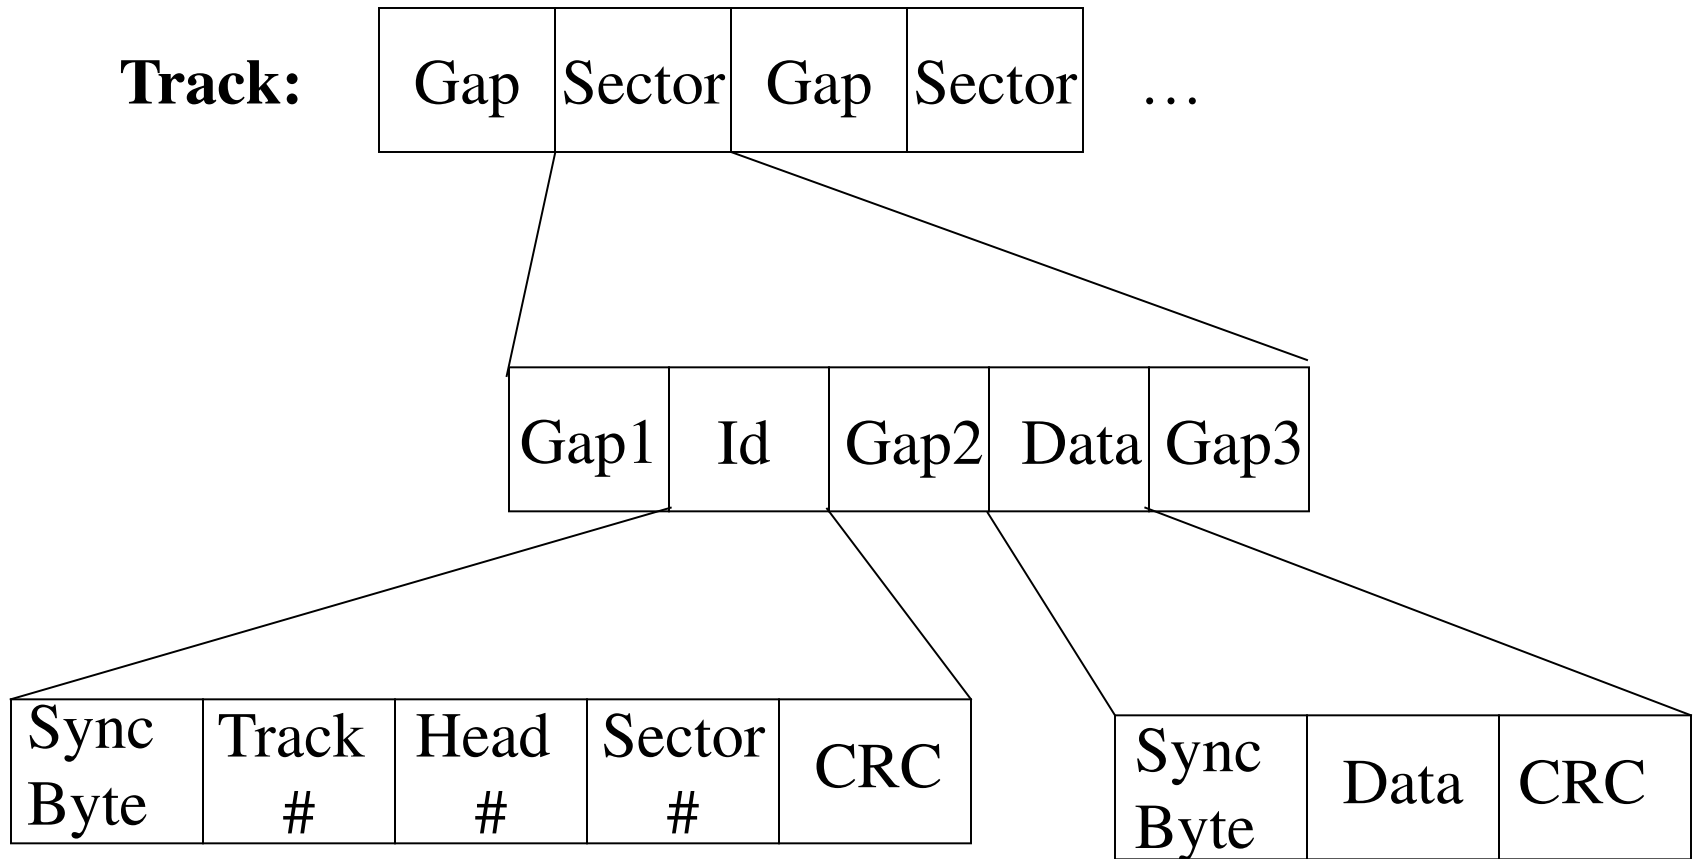 Track: Gap Sector Gap Sector …
Gap1 Id Gap2 Data Gap3
Sync Byte Track # Head # Sector # CRC
Sync Byte Data CRC